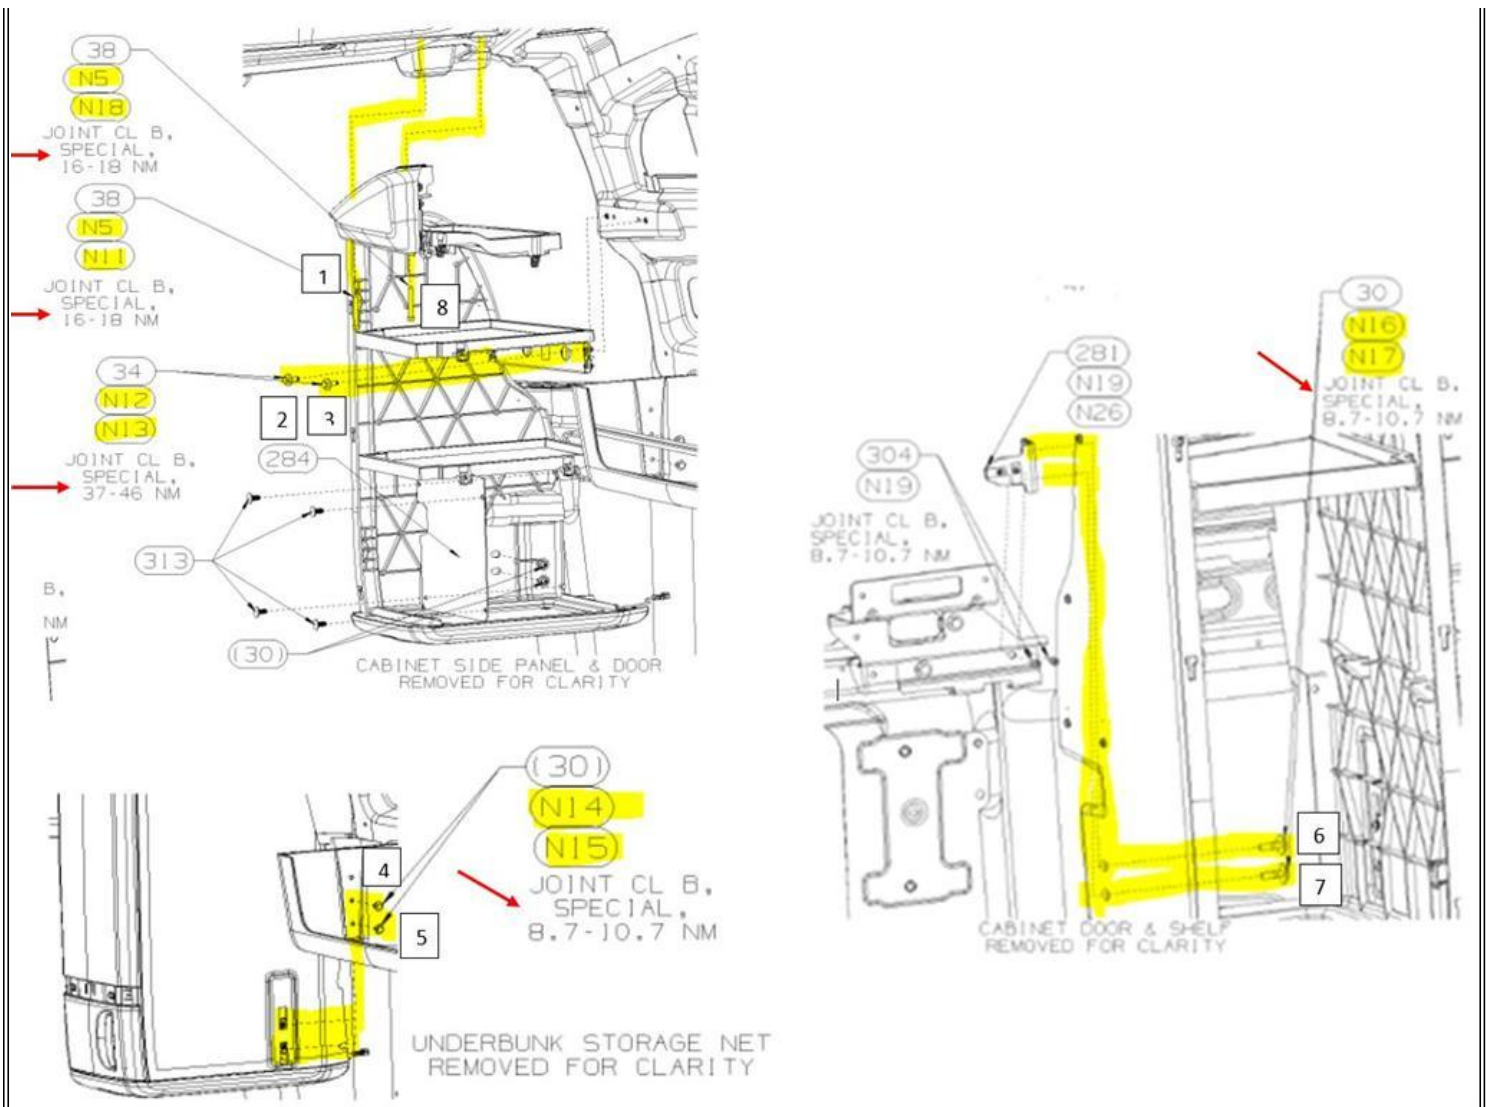 38
N5
N18
JOINT CL B,
SPECIAL,
16-18 NM
38
N5
N11
JOINT CL B,
SPECIAL,
16-18 NM
1
8
34
N12
N13
JOINT CL B,
SPECIAL,
37-46 NM
2
3
284
313
B,
NM
(30)
CABINET SIDE PANEL & DOOR
REMOVED FOR CLARITY
(30)
N14
N15
JOINT CL B,
SPECIAL,
8.7-10.7 NM
4
5
UNDERBUNK STORAGE NET
REMOVED FOR CLARITY
30
N16
N17
JOINT CL B,
SPECIAL,
8.7-10.7 NM
281
N19
N26
304
N19
JOINT CL B,
SPECIAL,
8.7-10.7 NM
6
7
CABINET DOOR & SHELF
REMOVED FOR CLARITY